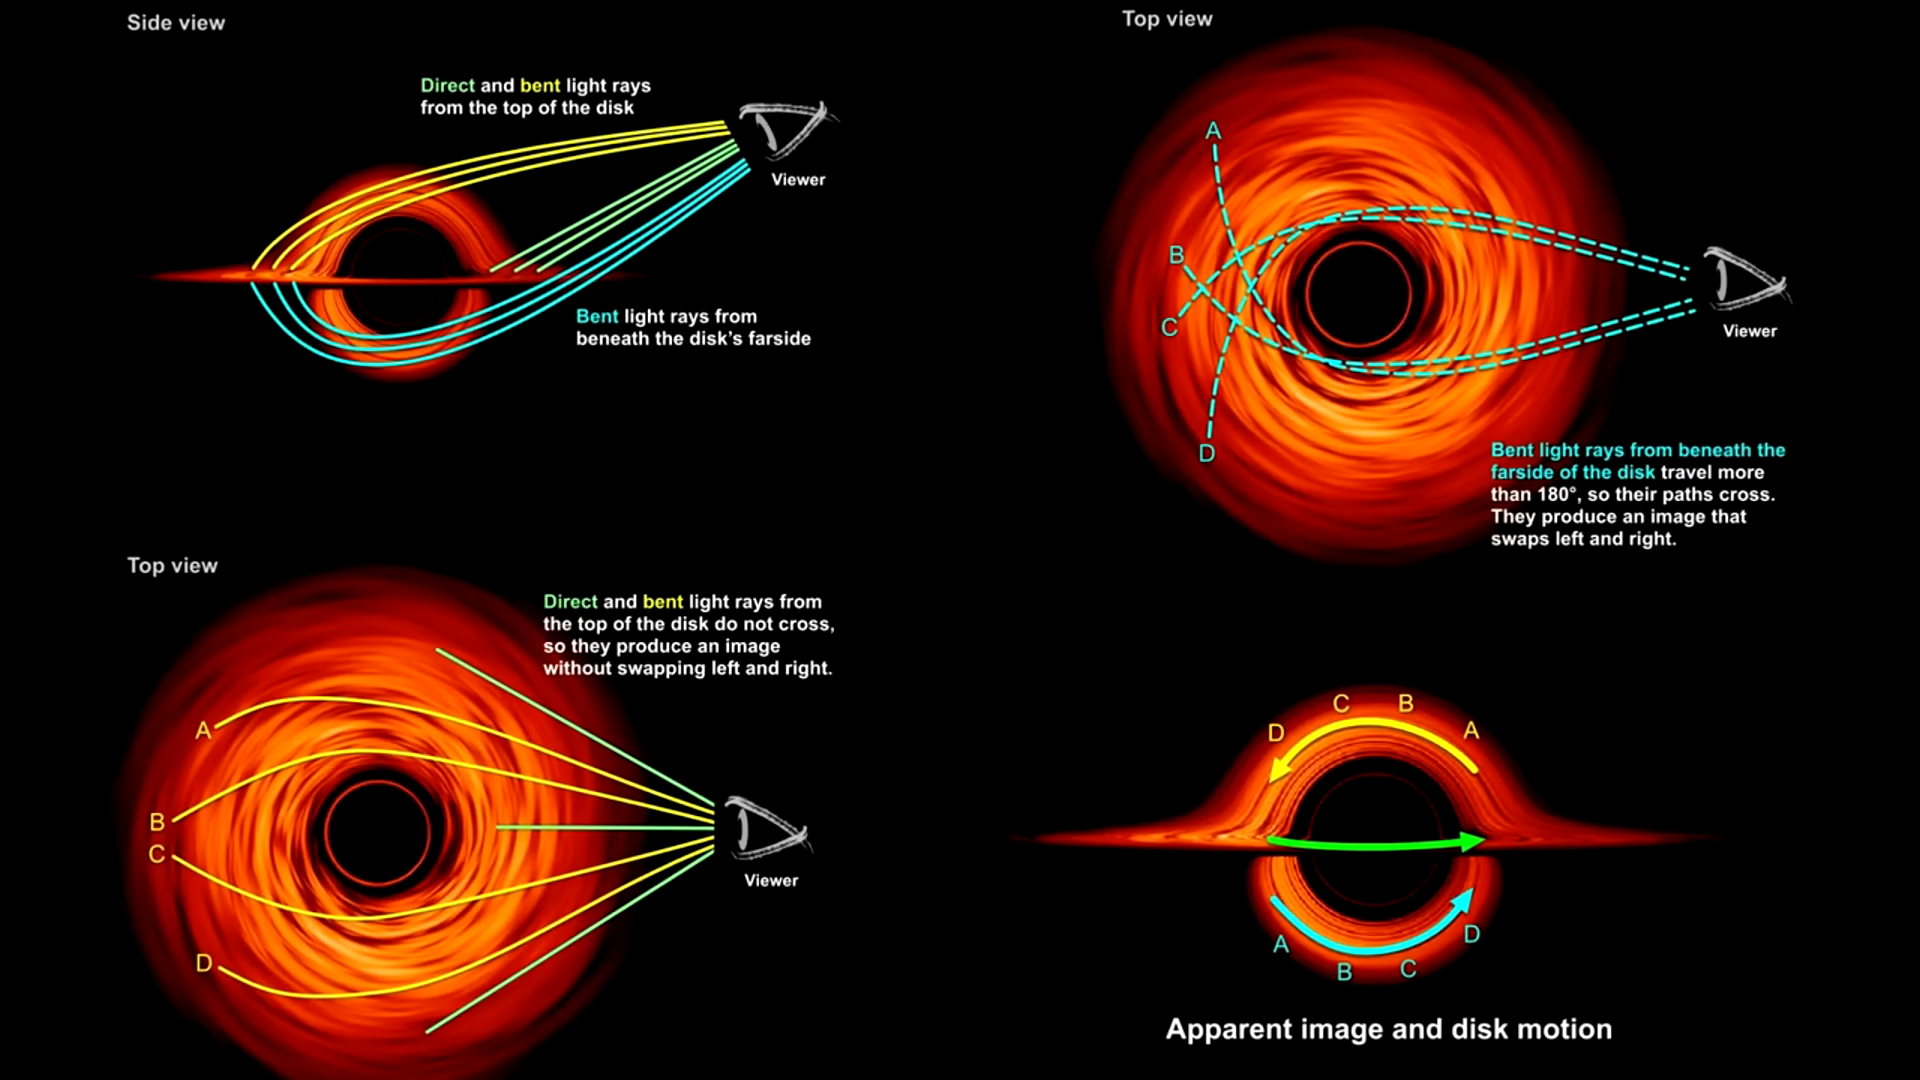 Side view
Direct and bent light rays
from the top of the disk
Viewer
Bent light rays from
beneath the disk's farside
Top view
A
B
C
D
Viewer
Bent light rays from beneath the
farside of the disk travel more
than 180°, so their paths cross.
They produce an image that
swaps left and right.
Top view
Direct and bent light rays from
the top of the disk do not cross,
so they produce an image
without swapping left and right.
A
B
C
D
Viewer
D C B A
A B C D
Apparent image and disk motion